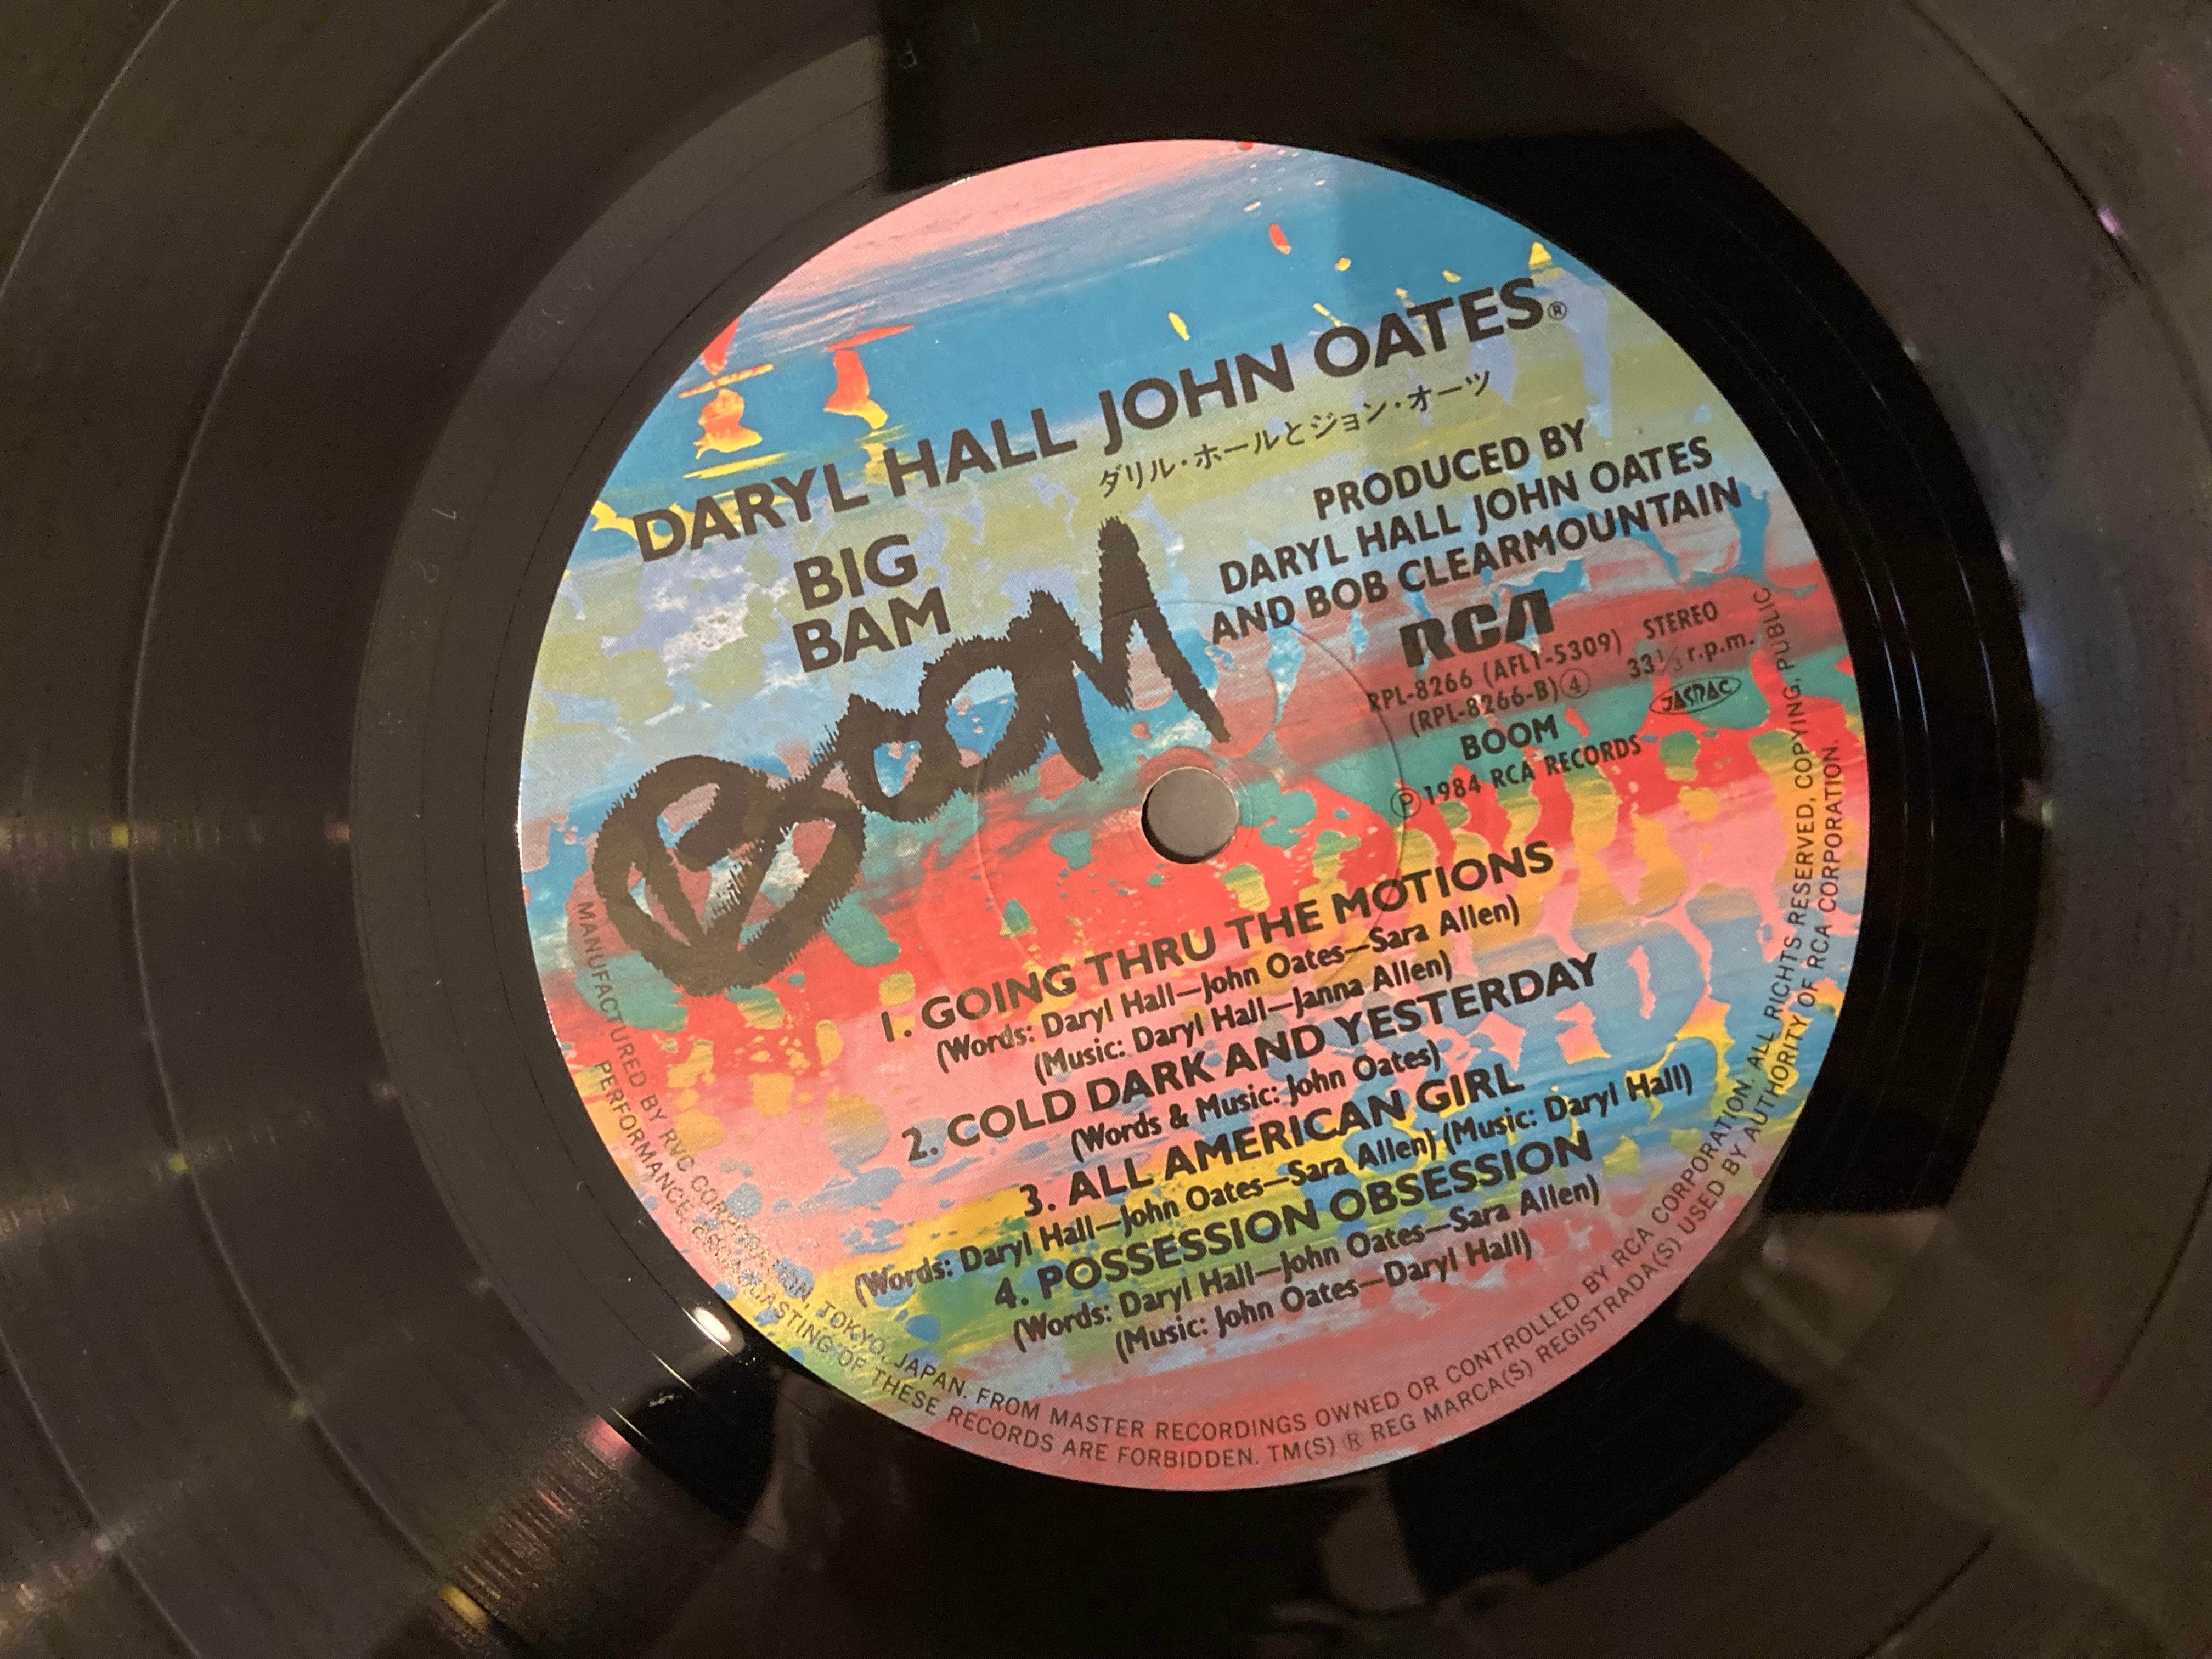 DARYL HALL JOHN OATES®
ダリル・ホールとジョン・オーツ
BIG
BAM
BOOM
PRODUCED BY
DARYL HALL JOHN OATES
AND BOB CLEARMOUNTAIN
RCA
RPL-8266 (AFL1-5309)
(RPL-8266-B)④
STEREO
33⅓ r.p.m.
JASRAC
BOOM
Ⓟ1984 RCA RECORDS
1. GOING THRU THE MOTIONS
(Words: Daryl Hall—John Oates—Sara Allen)
(Music: Daryl Hall—Janna Allen)
2. COLD DARK AND YESTERDAY
(Words & Music: John Oates)
3. ALL AMERICAN GIRL
(Words: Daryl Hall—John Oates—Sara Allen) (Music: Daryl Hall)
4. POSSESSION OBSESSION
(Words: Daryl Hall—John Oates—Sara Allen)
(Music: John Oates—Daryl Hall)
MANUFACTURED BY RVC CORPORATION, TOKYO, JAPAN. FROM MASTER RECORDINGS OWNED OR CONTROLLED BY RCA CORPORATION. ALL RIGHTS RESERVED, COPYING, PUBLIC
PERFORMANCE, BROADCASTING OF THESE RECORDS ARE FORBIDDEN. TM(S) ® REG MARCA(S) REGISTRADA(S) USED BY AUTHORITY OF RCA CORPORATION.